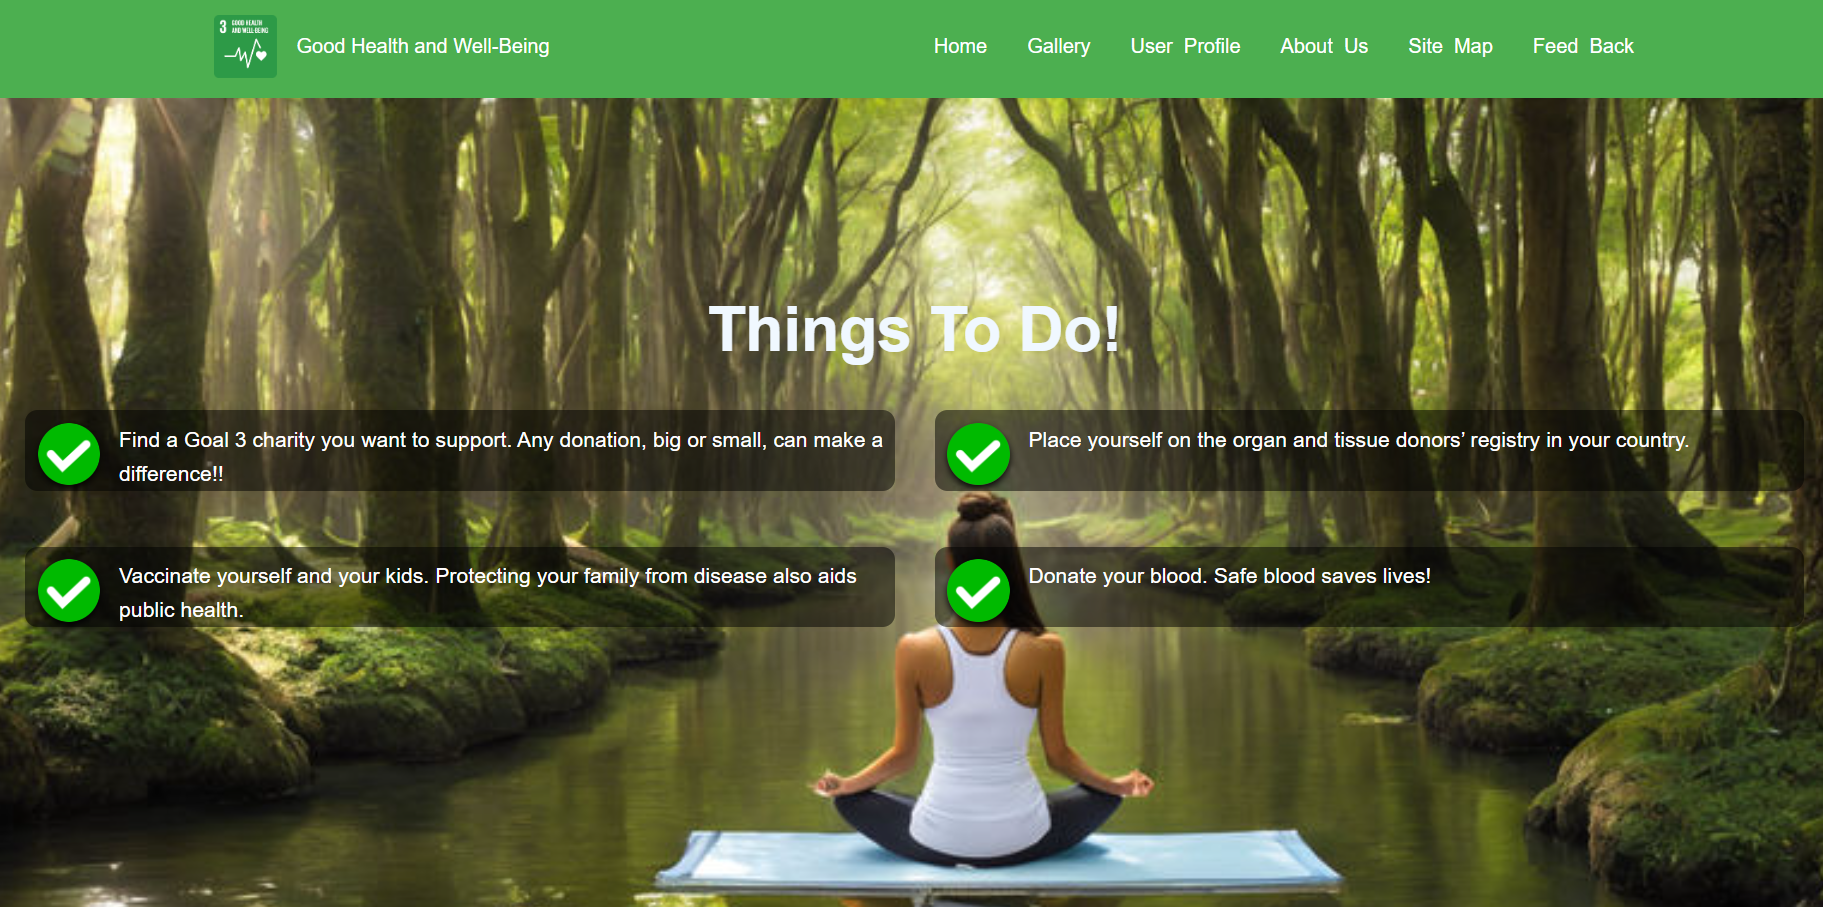 3 GOOD HEALTH
AND WELL-BEING
Good Health and Well-Being
Home Gallery User Profile About Us Site Map Feed Back
Things To Do!
Find a Goal 3 charity you want to support. Any donation, big or small, can make a
difference!!
Place yourself on the organ and tissue donors’ registry in your country.
Vaccinate yourself and your kids. Protecting your family from disease also aids
public health.
Donate your blood. Safe blood saves lives!